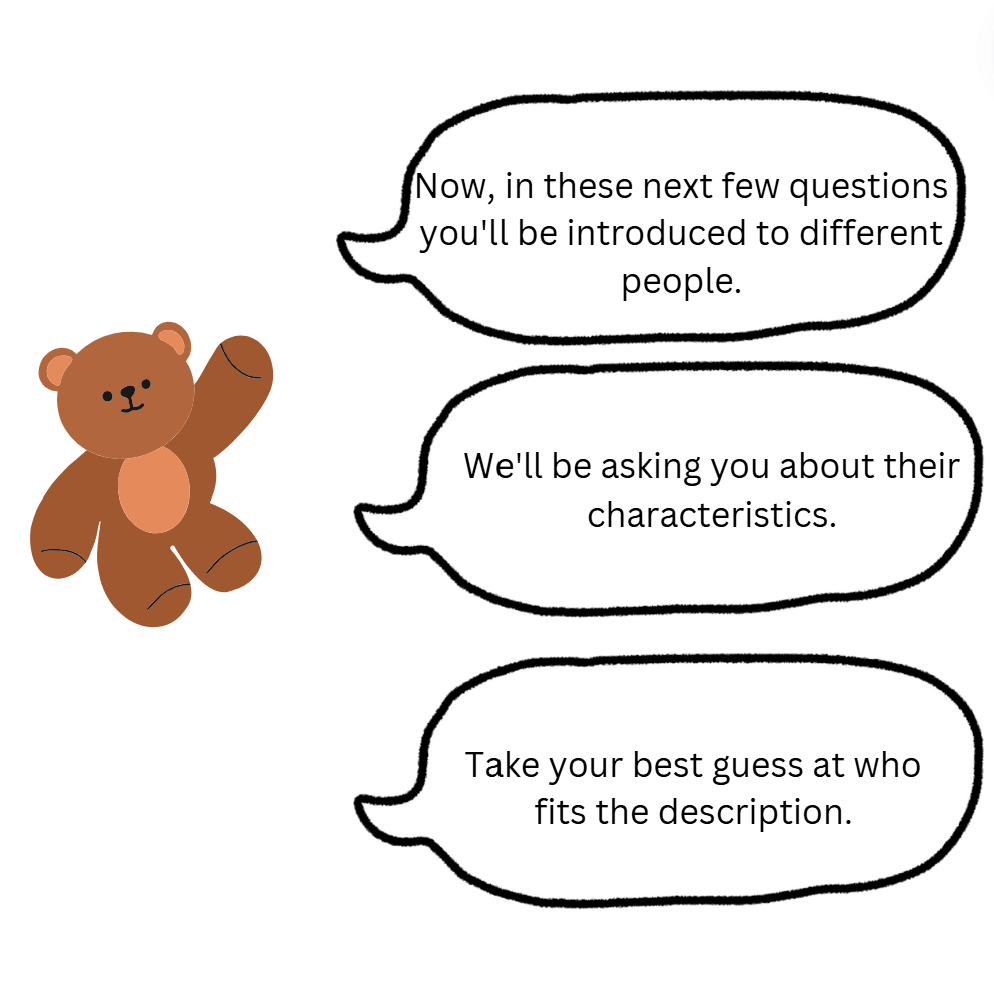 Now, in these next few questions
you'll be introduced to different
people.
We'll be asking you about their
characteristics.
Take your best guess at who
fits the description.